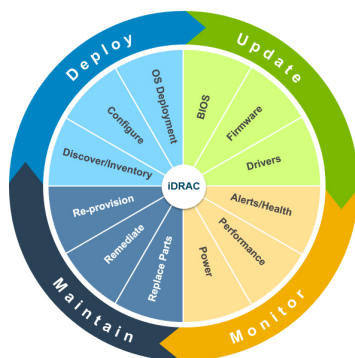 Deploy
Update
OS Deployment
Configure
Discover/Inventory
BIOS
Firmware
Drivers
iDRAC
Re-provision
Remediate
Replace Parts
Alerts/Health
Performance
Power
Maintain
Monitor